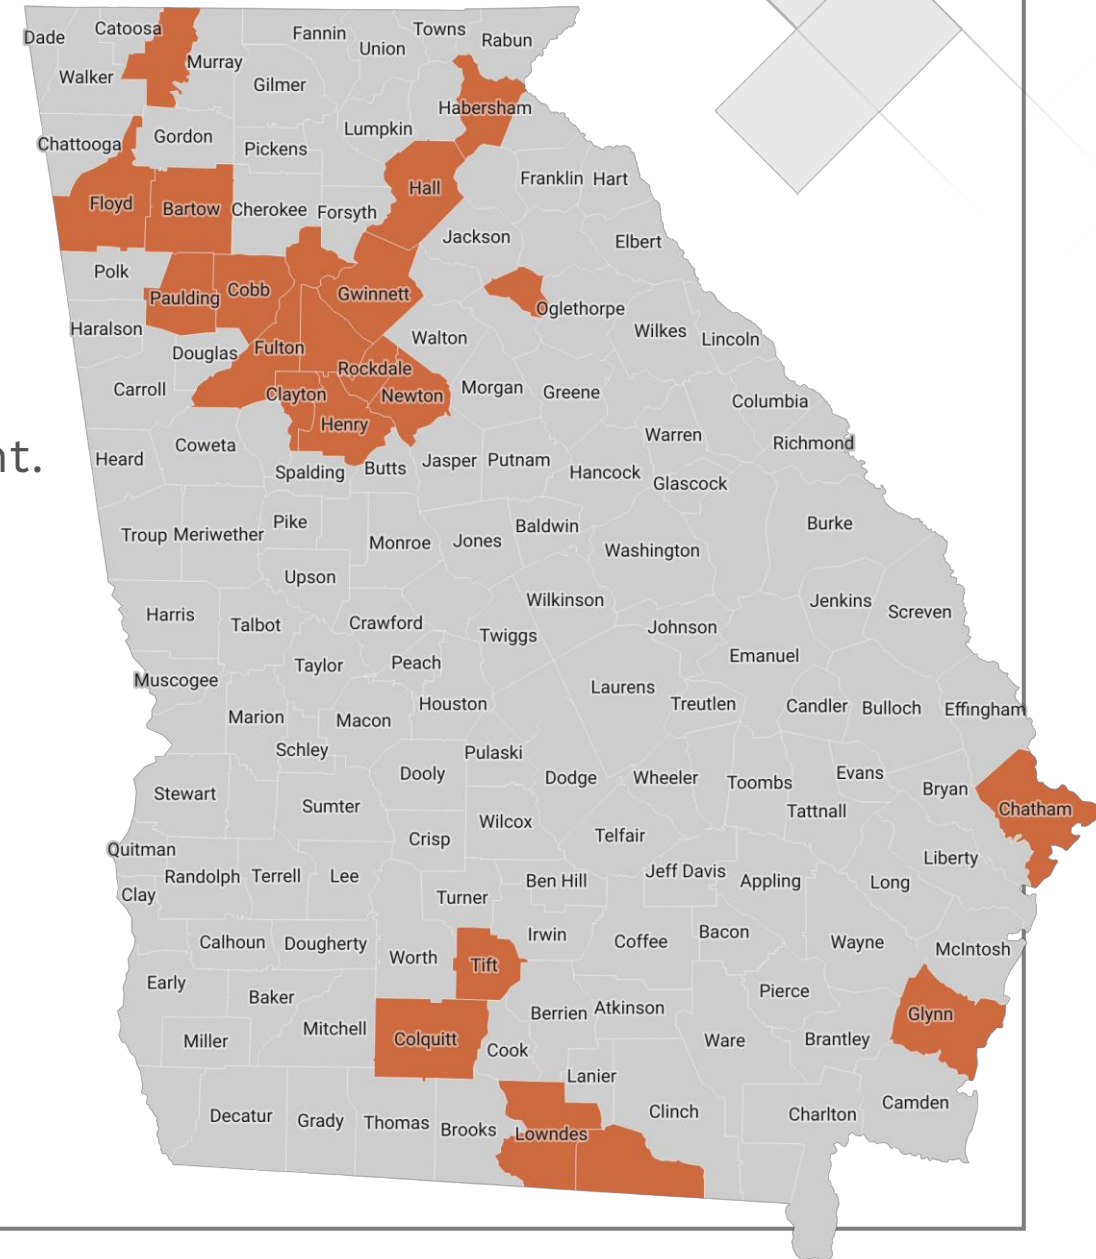 Dade
Catoosa
Fannin
Towns
Union
Rabun
Walker
Murray
Gilmer
Habersham
Chattooga
Gordon
Lumpkin
Pickens
Franklin
Hart
Hall
Floyd
Bartow
Cherokee
Forsyth
Jackson
Elbert
Polk
Paulding
Cobb
Gwinnett
Oglethorpe
Haralson
Walton
Wilkes
Lincoln
Douglas
Fulton
Rockdale
Carroll
Clayton
Newton
Morgan
Greene
Columbia
Henry
Warren
Richmond
Coweta
nt.
Heard
Spalding
Butts
Jasper
Putnam
Hancock
Glascock
Troup
Meriwether
Pike
Monroe
Jones
Baldwin
Washington
Burke
Upson
Wilkinson
Jenkins
Screven
Harris
Talbot
Crawford
Twiggs
Johnson
Emanuel
Taylor
Peach
Muscogee
Laurens
Treutlen
Candler
Bulloch
Effingham
Marion
Macon
Houston
Schley
Pulaski
Dooly
Dodge
Wheeler
Toombs
Evans
Bryan
Stewart
Sumter
Tattnall
Chatham
Wilcox
Crisp
Telfair
Quitman
Liberty
Randolph
Terrell
Lee
Ben Hill
Jeff Davis
Appling
Long
Clay
Turner
Calhoun
Dougherty
Worth
Irwin
Coffee
Bacon
Wayne
McIntosh
Tift
Early
Baker
Pierce
Berrien
Atkinson
Glynn
Miller
Mitchell
Colquitt
Cook
Ware
Brantley
Lanier
Decatur
Grady
Thomas
Brooks
Lowndes
Clinch
Charlton
Camden